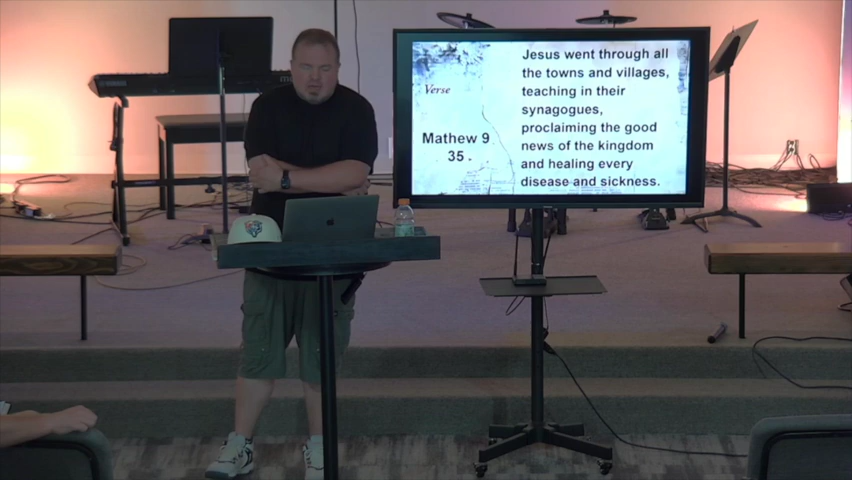 Verse
Mathew 9
35 -
Jesus went through all
the towns and villages,
teaching in their
synagogues,
proclaiming the good
news of the kingdom
and healing every
disease and sickness.